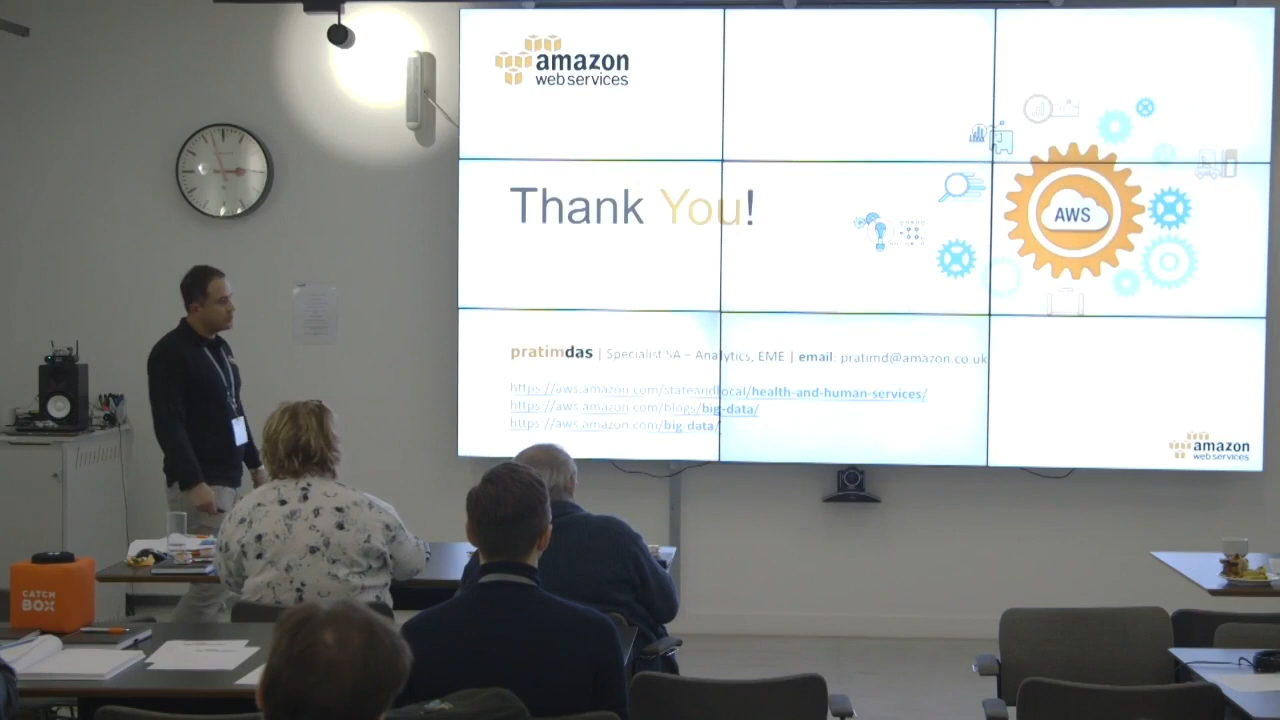 amazon
web services
AWS
Thank You!
pratimdas | Specialist SA – Analytics, EME | email: pratimd@amazon.co.uk
https://aws.amazon.com/stateandlocal/health-and-human-services/
https://aws.amazon.com/blogs/big-data/
https://aws.amazon.com/big-data/
amazon
web services
CATCH
BOX